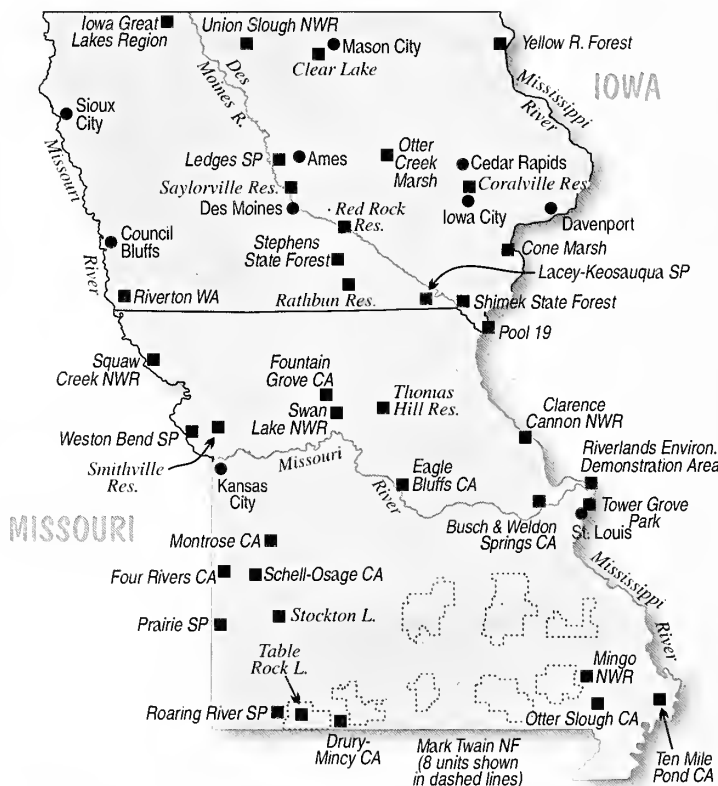 Iowa Great
Lakes Region
Union Slough NWR
Mason City
Clear Lake
Yellow R. Forest
IOWA
Mississippi
River
Des
Moines R.
Sioux
City
Missouri
River
Ledges SP
Ames
Otter
Creek
Marsh
Cedar Rapids
Coralville Res.
Saylorville Res.
Des Moines
Red Rock
Res.
Iowa City
Davenport
Council
Bluffs
Stephens
State Forest
Cone Marsh
Lacey-Keosauqua SP
Riverton WA
Rathbun Res.
Shimek State Forest
Pool 19
Squaw
Creek NWR
Fountain
Grove CA
Swan
Lake NWR
Thomas
Hill Res.
Clarence
Cannon NWR
Weston Bend SP
Smithville
Res.
Missouri
River
Riverlands Environ.
Demonstration Area
Kansas
City
Eagle
Bluffs CA
Tower Grove
Park
St. Louis
Busch & Weldon
Springs CA
MISSOURI
Montrose CA
Four Rivers CA
Schell-Osage CA
Mississippi
River
Prairie SP
Stockton L.
Table
Rock L.
Mingo
NWR
Roaring River SP
Otter Slough CA
Drury-
Mincy CA
Mark Twain NF
(8 units shown
in dashed lines)
Ten Mile
Pond CA